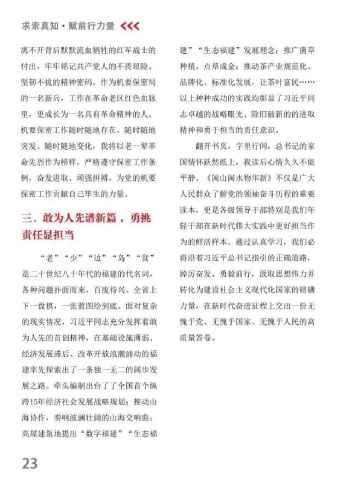 求索真知·赋前行力量 <<<
离不开背后默默流血牺牲的红军战士的
付出，牢牢铭记共产党人的不畏艰险、
坚韧不拔的精神密码。作为机要保密局
的一名新兵，工作在革命老区红色血脉
里，更成长为一名具有革命精神的人。
机要保密工作随时随地存在、随时随地
突发、随时随地变化，我将以老一辈革
命先烈作为榜样，严格遵守保密工作条
例，奋发进取、顽强拼搏，为党的机要
保密工作贡献自己毕生的力量。
三、敢为人先谱新篇，勇挑
责任显担当
“老”“少”“边”“岛”“贫”
是二十世纪八十年代的福建的代名词，
各种问题扑面而来，百废待兴。全省上
下一盘棋，一张蓝图绘到底。面对复杂
的现实情况，习近平同志充分发挥着敢
为人先的首创精神，在基础设施薄弱、
经济发展滞后、改革开放浪潮涌动的福
建率先探索出了一条独一无二的阔步发
展之路。牵头编制出台了了全国首个纵
跨15年经济社会发展战略规划；推动山
海协作，奏响波澜壮阔的山海交响曲；
高屋建瓴地提出“数字福建”“生态福
建”“生态福建”发展理念；推广菌草
种植，点草成金；推动茶产业规范化、
品牌化、标准化发展，让茶叶富民……
以上种种成功的实践均彰显了习近平同
志卓越的战略眼光、除旧破新的的进取
精神和勇于担当的责任意识。
翻开书页，字里行间，总书记的家
国情怀跃然纸上，我读后心情久久不能
平静。《闽山闽水物华新》不仅是广大
人民群众了解党的领袖奋斗历程的重要
读本，更是各级领导干部特别是我们年
轻干部在新时代伟大实践中更好担当作
为的鲜活样本。通过认真学习，我们必
将沿着习近平总书记指引的正确道路，
踔厉奋发、勇毅前行，汲取思想伟力并
转化为建设社会主义现代化国家的磅礴
力量，在新时代奋进征程上交出一份无
愧于党、无愧于国家、无愧于人民的高
质量答卷。
23